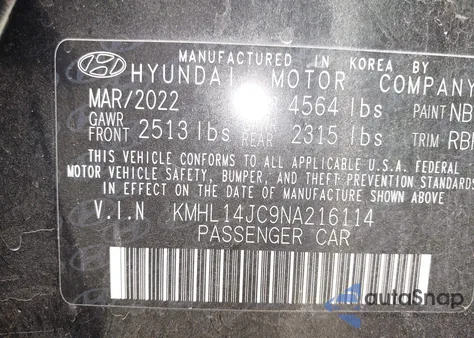 MANUFACTURED IN KOREA BY
HYUNDAI MOTOR COMPANY
MAR/2022 4564 lbs PAINT NB
GAWR
FRONT 2513 lbs REAR 2315 lbs TRIM
THIS VEHICLE CONFORMS TO ALL APPLICABLE U.S.A. FEDERAL
MOTOR VEHICLE SAFETY, BUMPER, AND THEFT PREVENTION STANDARDS
IN EFFECT ON THE DATE OF MANUFACTURE SHOWN ABOVE.
V.I.N KMHL14JC9NA216114
PASSENGER CAR
autoSnap